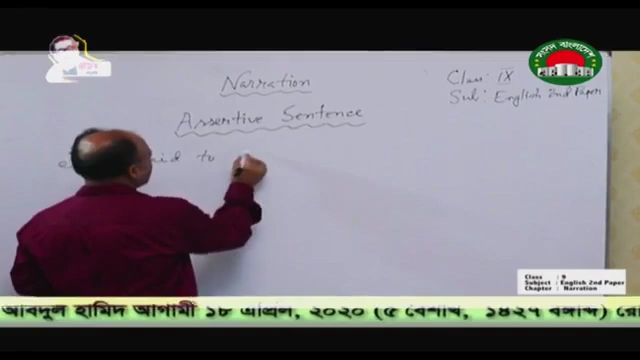 Narration
Class: IX
Sub: English 2nd Paper
Assertive Sentence
said to
সংসদ বাংলাদেশ
Class : 9
Subject : English 2nd Paper
Chapter : Narration
আবদুল হামিদ আগামী ১৮ এপ্রিল, ২০২০ (৫ বৈশাখ, ১৪২৭ বঙ্গাব্দ) রো